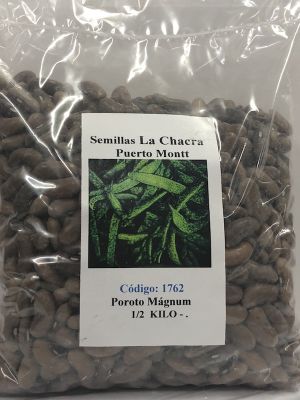 Semillas La Chacra
Puerto Montt
Código: 1762
Poroto Mágnum
1/2 KILO - .